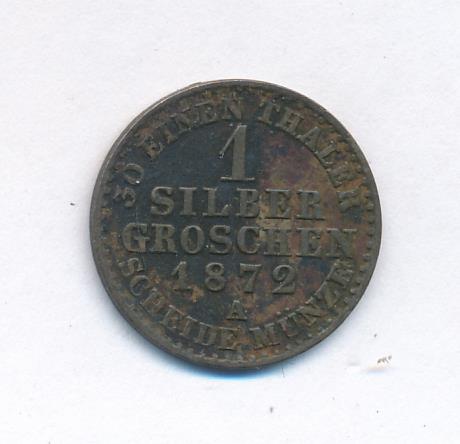 30 EINEN THALER
1
SILBER
GROSCHEN
1872
A
SCHEIDE MÜNZE